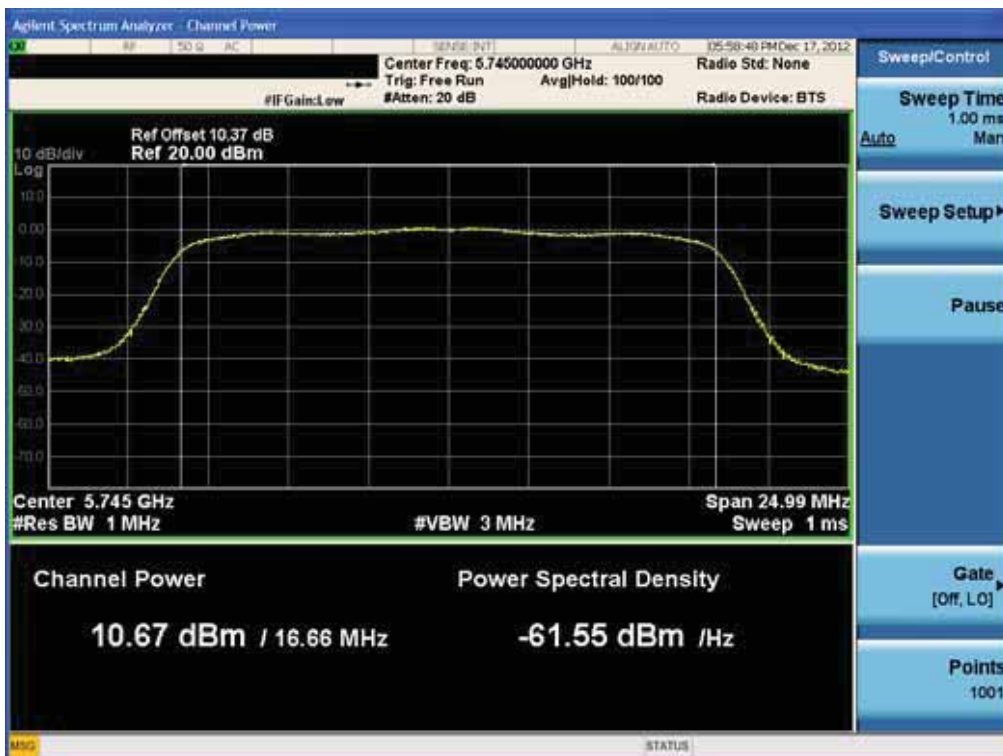 Agilent Spectrum Analyzer - Channel Power
RF 50 Ω AC SENSE:INT ALIGN AUTO 05:58:40 PM Dec 17, 2012
Center Freq: 5.745000000 GHz Radio Std: None
Trig: Free Run Avg|Hold: 100/100
#IFGain:Low #Atten: 20 dB Radio Device: BTS
Ref Offset 10.37 dB
10 dB/div Ref 20.00 dBm
Log
10.0
0.00
-10.0
-20.0
-30.0
-40.0
-50.0
-60.0
-70.0
Center 5.745 GHz Span 24.99 MHz
#Res BW 1 MHz #VBW 3 MHz Sweep 1 ms
Channel Power Power Spectral Density
10.67 dBm / 16.66 MHz -61.55 dBm /Hz
MSG STATUS
Sweep/Control
Sweep Time
1.00 ms
Auto Man
Sweep Setup
Pause
Gate
[Off, LO]
Points
1001